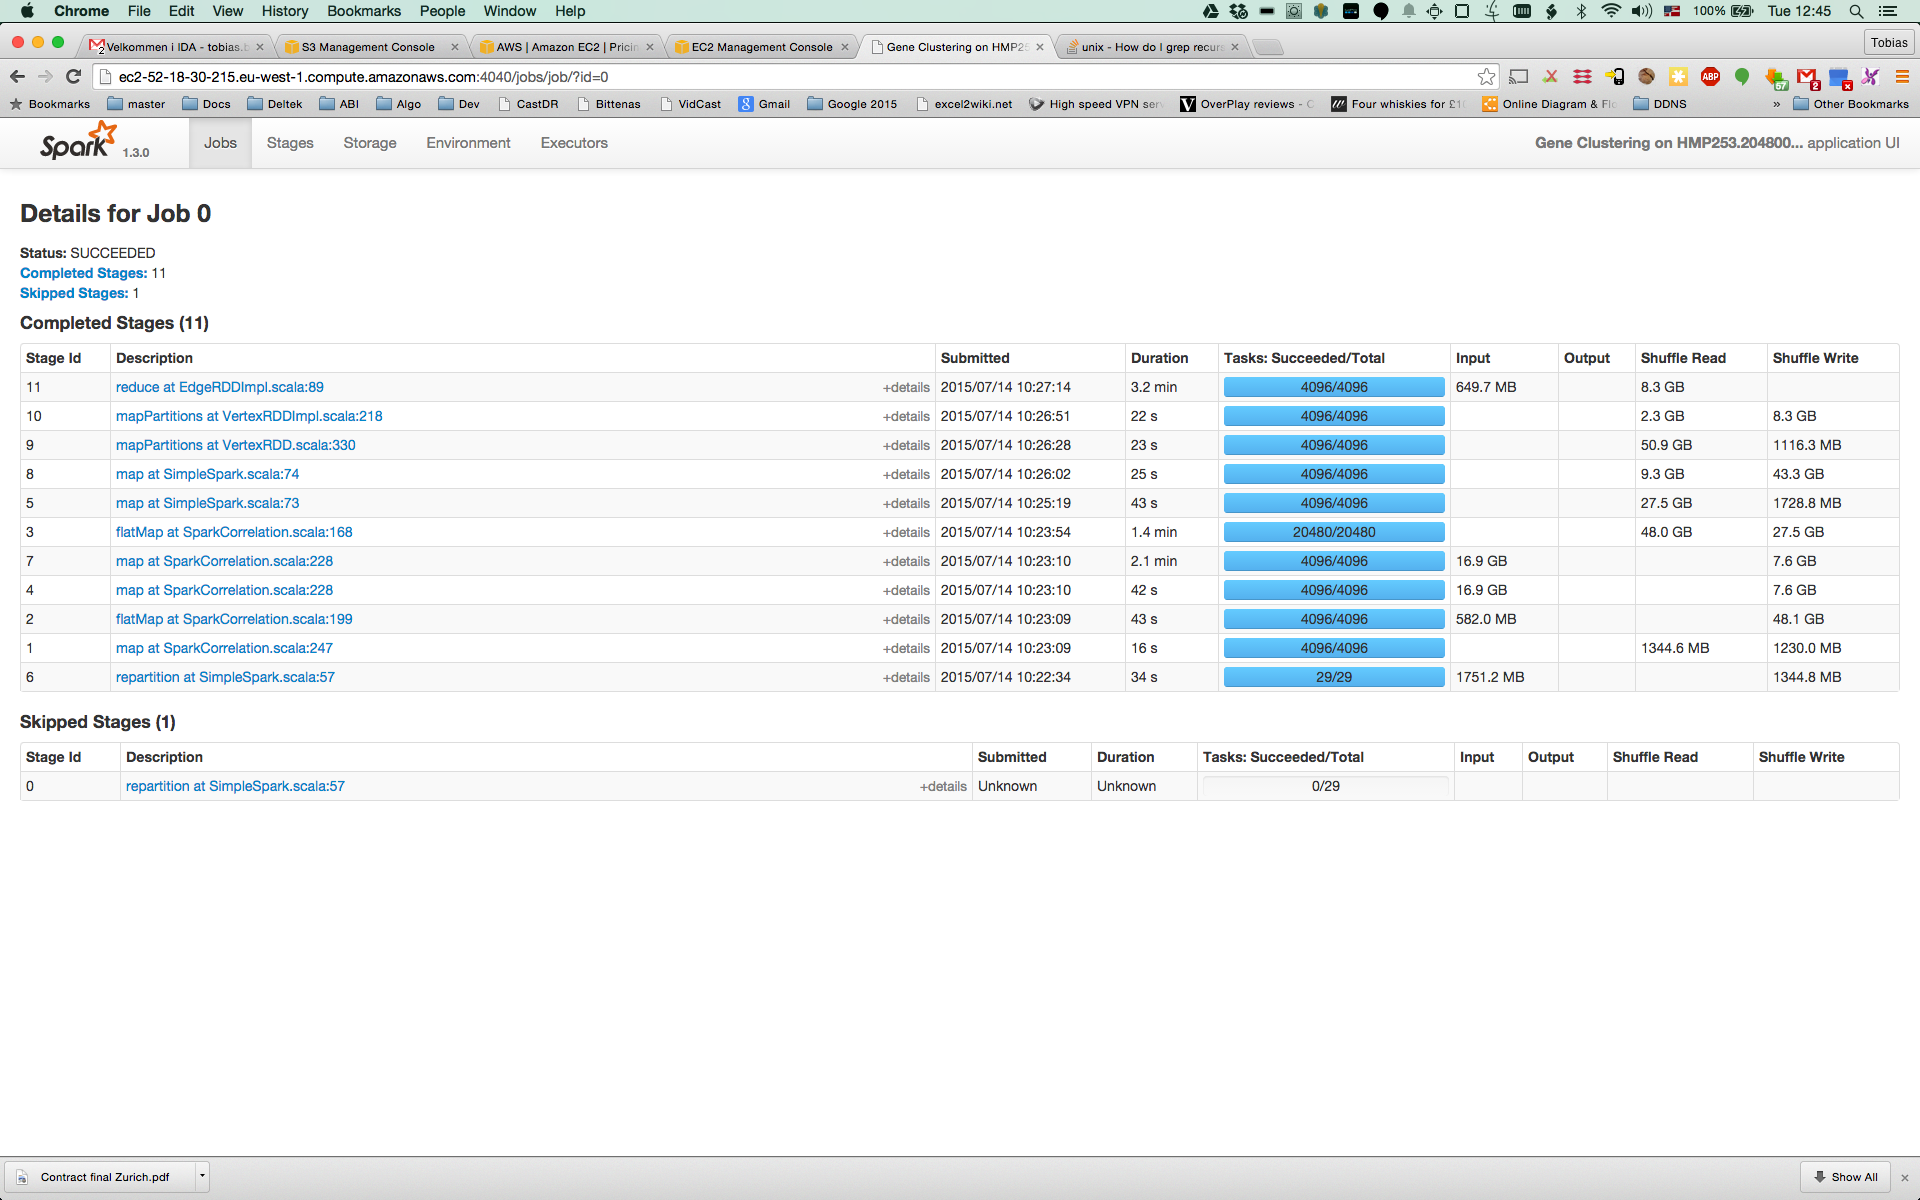 Chrome File Edit View History Bookmarks People Window Help 100% Tue 12:45
Velkommen i IDA - tobias.b S3 Management Console AWS | Amazon EC2 | Pricin EC2 Management Console Gene Clustering on HMP25 unix - How do I grep recurs Tobias
ec2-52-18-30-215.eu-west-1.compute.amazonaws.com:4040/jobs/job/?id=0
Bookmarks master Docs Deltek ABI Algo Dev CastDR Bittenas VidCast Gmail Google 2015 excel2wiki.net High speed VPN serv OverPlay reviews - C Four whiskies for £10 Online Diagram & Flo DDNS » Other Bookmarks
Spark 1.3.0 Jobs Stages Storage Environment Executors Gene Clustering on HMP253.204800... application UI
Details for Job 0
Status: SUCCEEDED
Completed Stages: 11
Skipped Stages: 1
Completed Stages (11)
Stage Id Description Submitted Duration Tasks: Succeeded/Total Input Output Shuffle Read Shuffle Write
11 reduce at EdgeRDDImpl.scala:89 +details 2015/07/14 10:27:14 3.2 min 4096/4096 649.7 MB 8.3 GB
10 mapPartitions at VertexRDDImpl.scala:218 +details 2015/07/14 10:26:51 22 s 4096/4096 2.3 GB 8.3 GB
9 mapPartitions at VertexRDD.scala:330 +details 2015/07/14 10:26:28 23 s 4096/4096 50.9 GB 1116.3 MB
8 map at SimpleSpark.scala:74 +details 2015/07/14 10:26:02 25 s 4096/4096 9.3 GB 43.3 GB
5 map at SimpleSpark.scala:73 +details 2015/07/14 10:25:19 43 s 4096/4096 27.5 GB 1728.8 MB
3 flatMap at SparkCorrelation.scala:168 +details 2015/07/14 10:23:54 1.4 min 20480/20480 48.0 GB 27.5 GB
7 map at SparkCorrelation.scala:228 +details 2015/07/14 10:23:10 2.1 min 4096/4096 16.9 GB 7.6 GB
4 map at SparkCorrelation.scala:228 +details 2015/07/14 10:23:10 42 s 4096/4096 16.9 GB 7.6 GB
2 flatMap at SparkCorrelation.scala:199 +details 2015/07/14 10:23:09 43 s 4096/4096 582.0 MB 48.1 GB
1 map at SparkCorrelation.scala:247 +details 2015/07/14 10:23:09 16 s 4096/4096 1344.6 MB 1230.0 MB
6 repartition at SimpleSpark.scala:57 +details 2015/07/14 10:22:34 34 s 29/29 1751.2 MB 1344.8 MB
Skipped Stages (1)
Stage Id Description Submitted Duration Tasks: Succeeded/Total Input Output Shuffle Read Shuffle Write
0 repartition at SimpleSpark.scala:57 +details Unknown Unknown 0/29
Contract final Zurich.pdf Show All